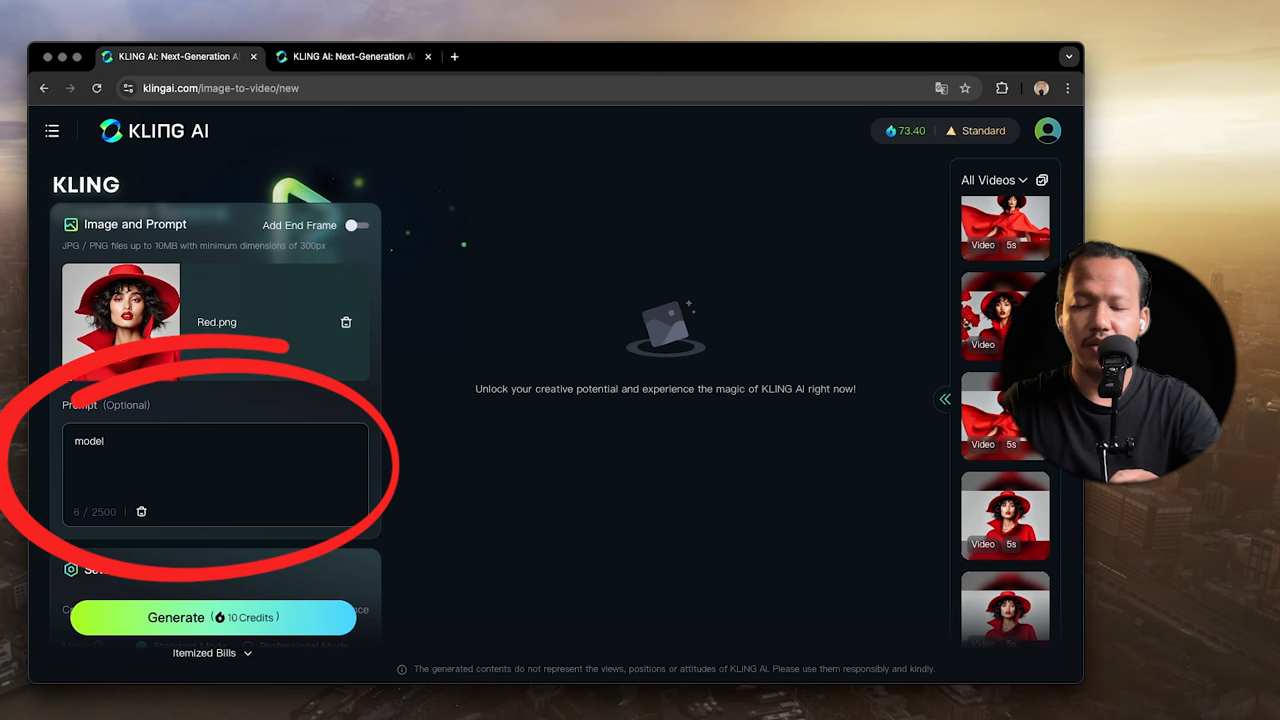 KLING AI: Next-Generation AI
KLING AI: Next-Generation AI
klingai.com/image-to-video/new
KLING AI
73.40
Standard
KLING
Image and Prompt
Add End Frame
JPG / PNG files up to 10MB with minimum dimensions of 300px
Red.png
Prompt (Optional)
model
6 / 2500
Generate
10 Credits
Itemized Bills
Unlock your creative potential and experience the magic of KLING AI right now!
The generated contents do not represent the views, positions or attitudes of KLING AI. Please use them responsibly and kindly.
All Videos
Video 5s
Video
Video 5s
Video 5s
Video 5s